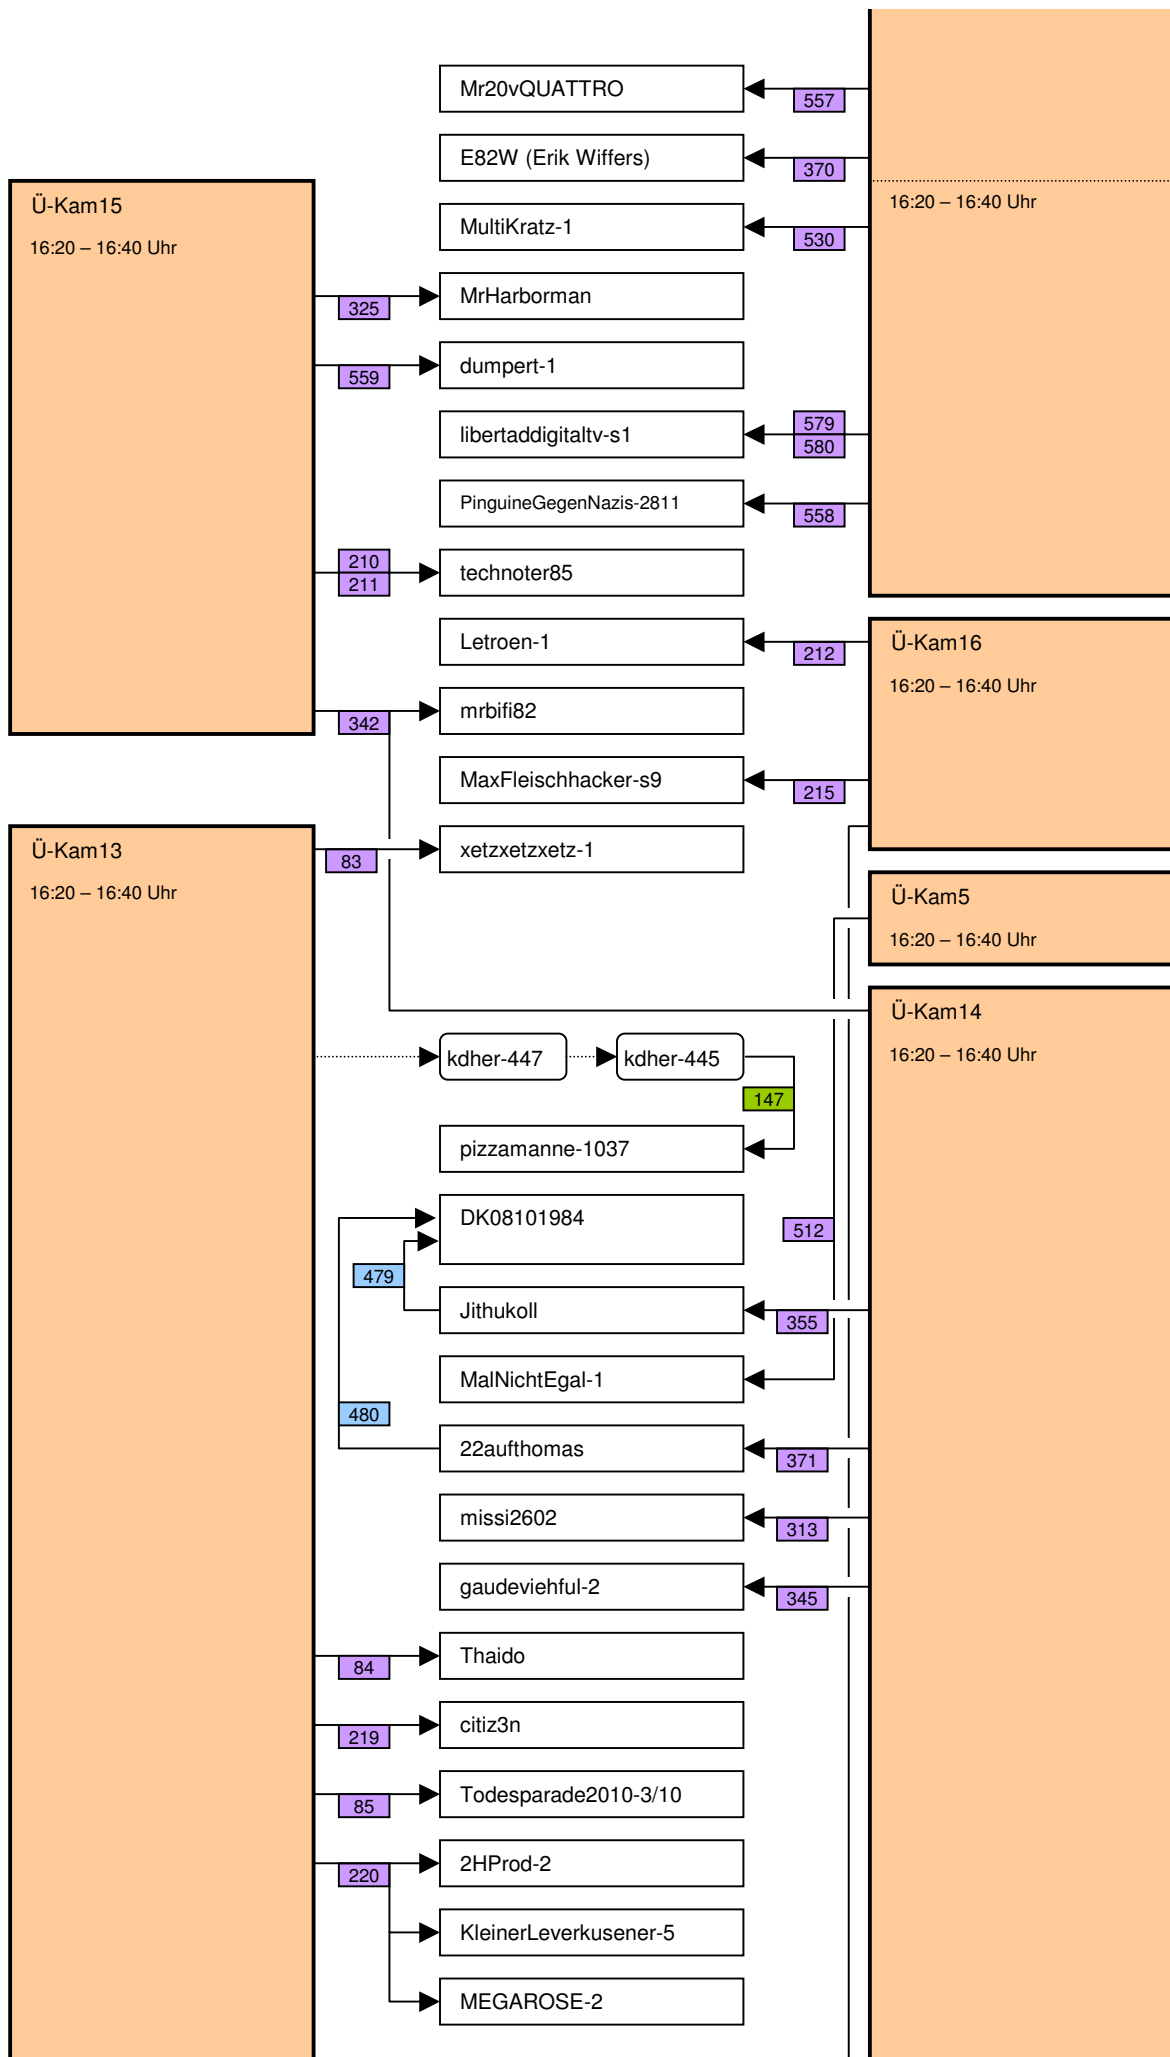 Mr20vQUATTRO
557
E82W (Erik Wiffers)
370
Ü-Kam15
16:20 – 16:40 Uhr
16:20 – 16:40 Uhr
MultiKratz-1
530
325
MrHarborman
559
dumpert-1
libertaddigitaltv-s1
579
580
PinguineGegenNazis-2811
558
210
211
technoter85
Letroen-1
212
Ü-Kam16
16:20 – 16:40 Uhr
342
mrbifi82
MaxFleischhacker-s9
215
Ü-Kam13
16:20 – 16:40 Uhr
83
xetzxetzxetz-1
Ü-Kam5
16:20 – 16:40 Uhr
Ü-Kam14
16:20 – 16:40 Uhr
kdher-447
kdher-445
147
pizzamanne-1037
DK08101984
512
479
Jithukoll
355
MalNichtEgal-1
480
22aufthomas
371
missi2602
313
gaudeviehful-2
345
84
Thaido
219
citiz3n
85
Todesparade2010-3/10
220
2HProd-2
KleinerLeverkusener-5
MEGAROSE-2